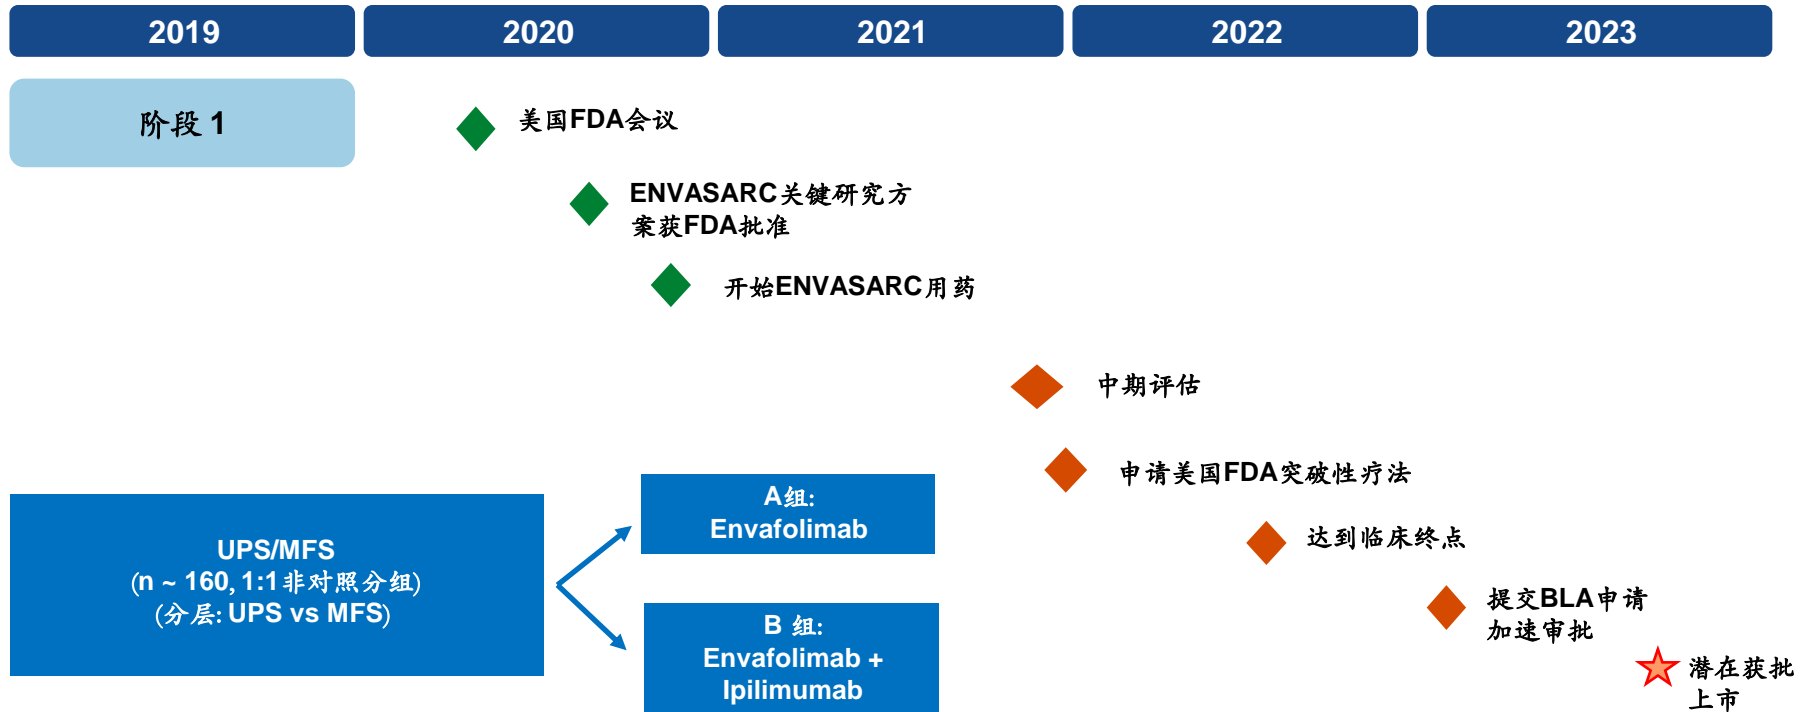 2019
2020
2021
2022
2023
阶段 1
美国FDA会议
ENVASARC关键研究方
案获FDA批准
开始ENVASARC用药
中期评估
申请美国FDA突破性疗法
达到临床终点
提交BLA申请
加速审批
潜在获批
上市
UPS/MFS
(n ~ 160, 1:1非对照分组)
(分层: UPS vs MFS)
A组:
Envafolimab
B 组:
Envafolimab +
Ipilimumab